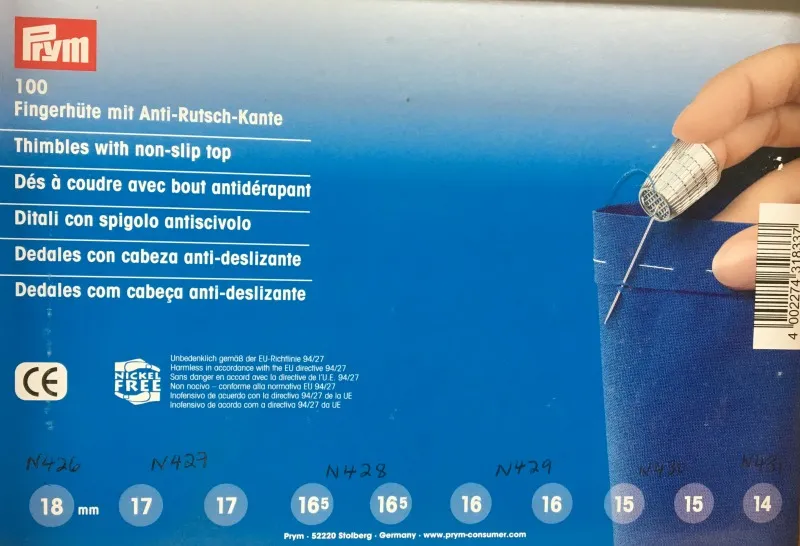 Prym
100
Fingerhüte mit Anti-Rutsch-Kante
Thimbles with non-slip top
Dés à coudre avec bout antidérapant
Ditali con spigolo antiscivolo
Dedales con cabeza anti-deslizante
Dedales com cabeça anti-deslizante
4 002274 318337
CE
NICKEL FREE
Unbedenklich gemäß der EU-Richtlinie 94/27
Harmless in accordance with the EU directive 94/27
Sans danger en accord avec la directive de l'U.E. 94/27
Non nocivo - conforme alla normativa EU 94/27
Inofensivo de acuerdo con la directiva 94/27 de la UE
Inofensivo de acordo com a directiva 94/27 da UE
N426 N427 N428 N429 N430 N431
18 mm 17 17 16⁵ 16⁵ 16 16 15 15 14
Prym · 52220 Stolberg · Germany · www.prym-consumer.com